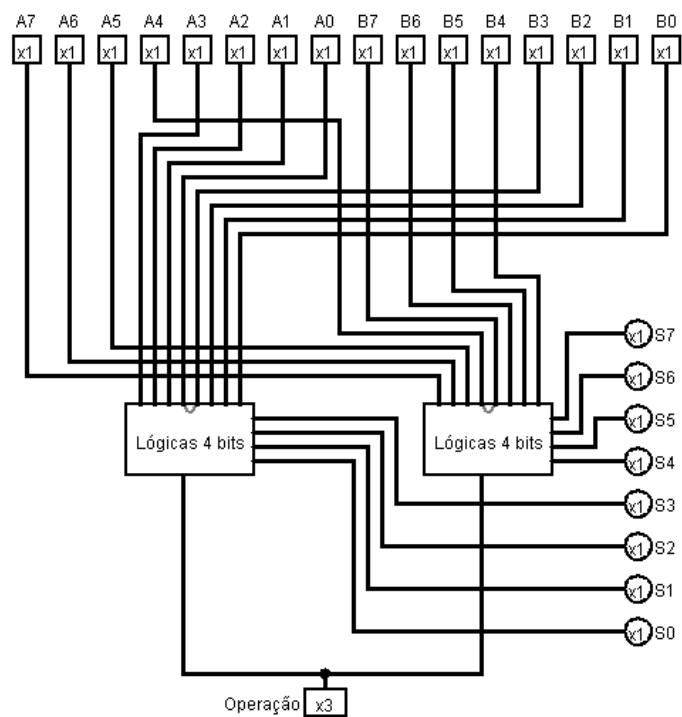 A7 A6 A5 A4 A3 A2 A1 A0 B7 B6 B5 B4 B3 B2 B1 B0
x1 x1 x1 x1 x1 x1 x1 x1 x1 x1 x1 x1 x1 x1 x1 x1
x1 S7
x1 S6
x1 S5
Lógicas 4 bits Lógicas 4 bits
x1 S4
x1 S3
x1 S2
x1 S1
x1 S0
Operação x3